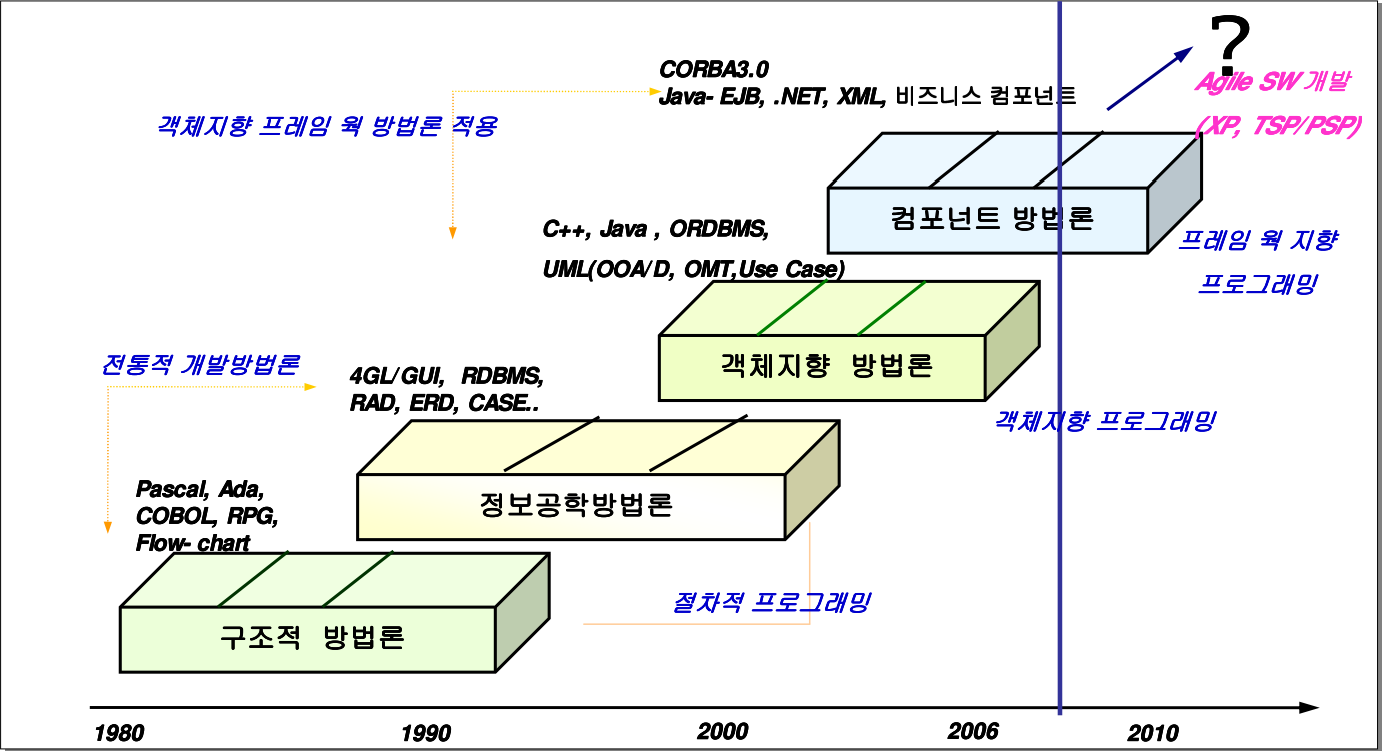 ?
CORBA3.0
Agile SW 개발
Java- EJB, .NET, XML, 비즈니스 컴포넌트
(XP, TSP/PSP)
객체지향 프레임 웍 방법론 적용
컴포넌트 방법론
C++, Java , ORDBMS,
프레임 웍 지향
UML(OOA/D, OMT,Use Case)
프로그래밍
전통적 개발방법론
객체지향 방법론
4GL/GUI, RDBMS,
RAD, ERD, CASE..
객체지향 프로그래밍
Pascal, Ada,
정보공학방법론
COBOL, RPG,
Flow- chart
절차적 프로그래밍
구조적 방법론
1980 1990 2000 2006 2010